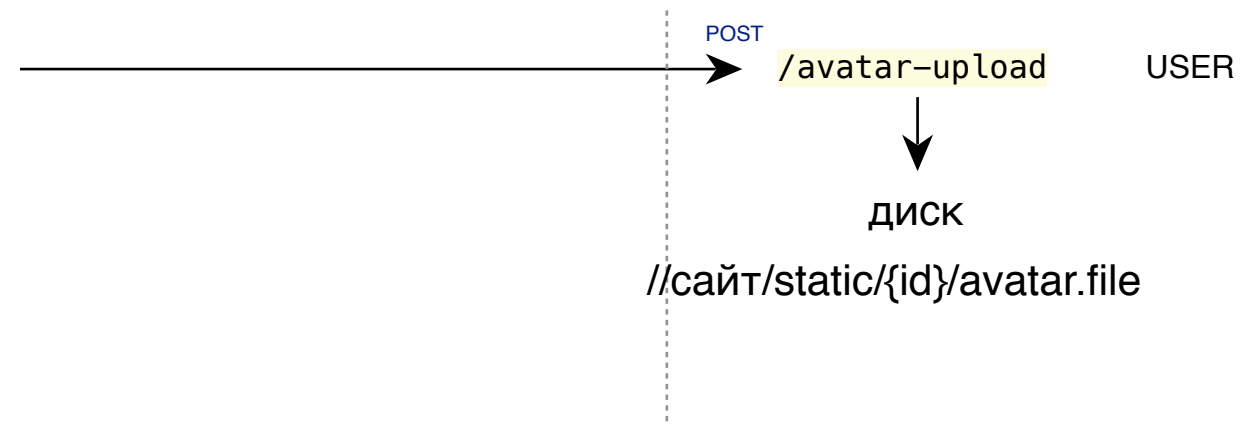 POST
/avatar-upload USER
диск
//сайт/static/{id}/avatar.file